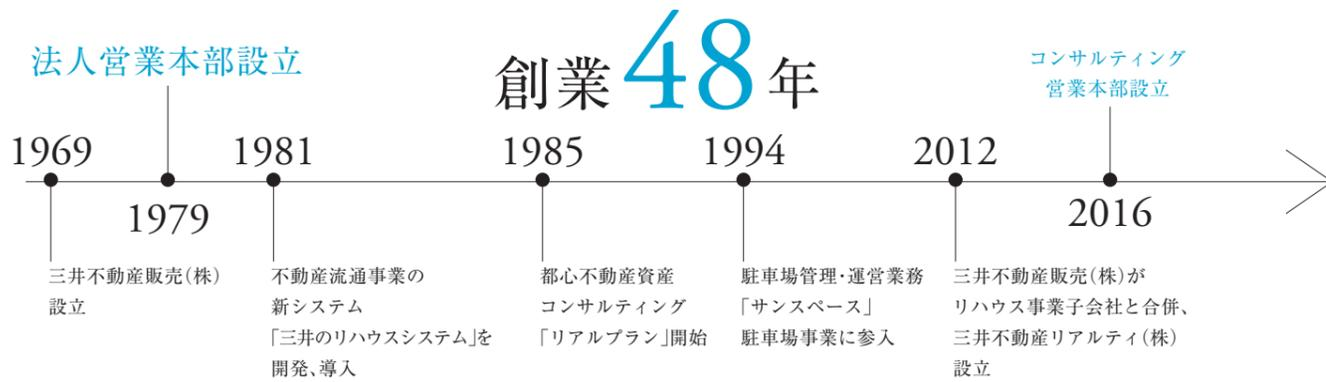 創業48年
法人営業本部設立
コンサルティング
営業本部設立
1969
三井不動産販売(株)
設立
1979
1981
不動産流通事業の
新システム
「三井のリハウスシステム」を
開発、導入
1985
都心不動産資産
コンサルティング
「リアルプラン」開始
1994
駐車場管理・運営業務
「サンスペース」
駐車場事業に参入
2012
三井不動産販売(株)が
リハウス事業子会社と合併、
三井不動産リアルティ(株)
設立
2016